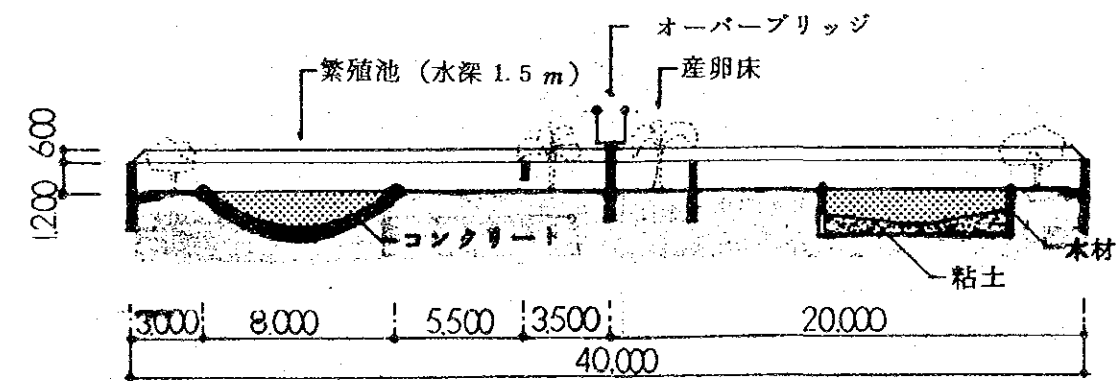 オーバーブリッジ
繁殖池 (水深 1.5 m)
産卵床
600
1,200
コンクリート
木材
粘土
3,000 8,000 5,500 3,500 20,000
40,000